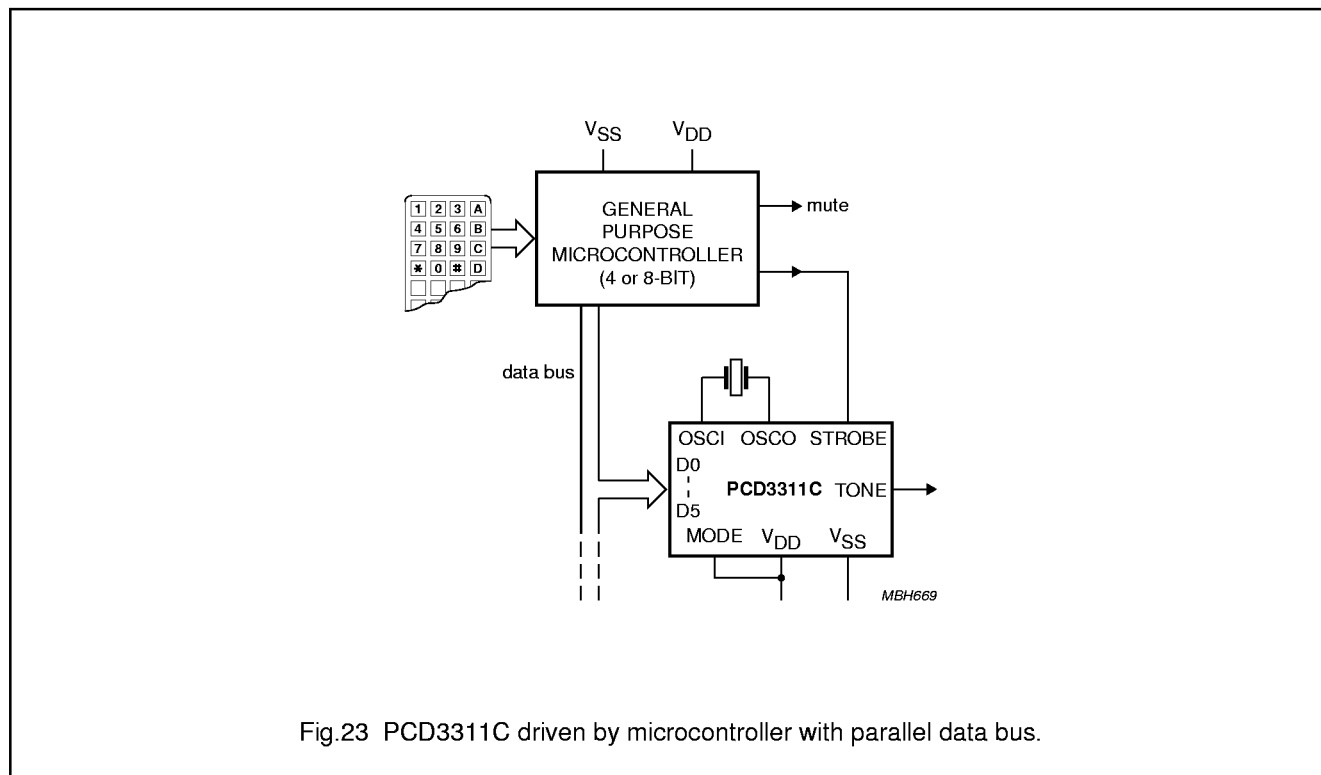 VSS VDD
1 2 3 A
4 5 6 B
7 8 9 C
* 0 # D
GENERAL
PURPOSE
MICROCONTROLLER
(4 or 8-BIT)
mute
data bus
OSCI OSCO STROBE
D0
PCD3311C TONE
D5
MODE VDD VSS
MBH669
Fig.23 PCD3311C driven by microcontroller with parallel data bus.